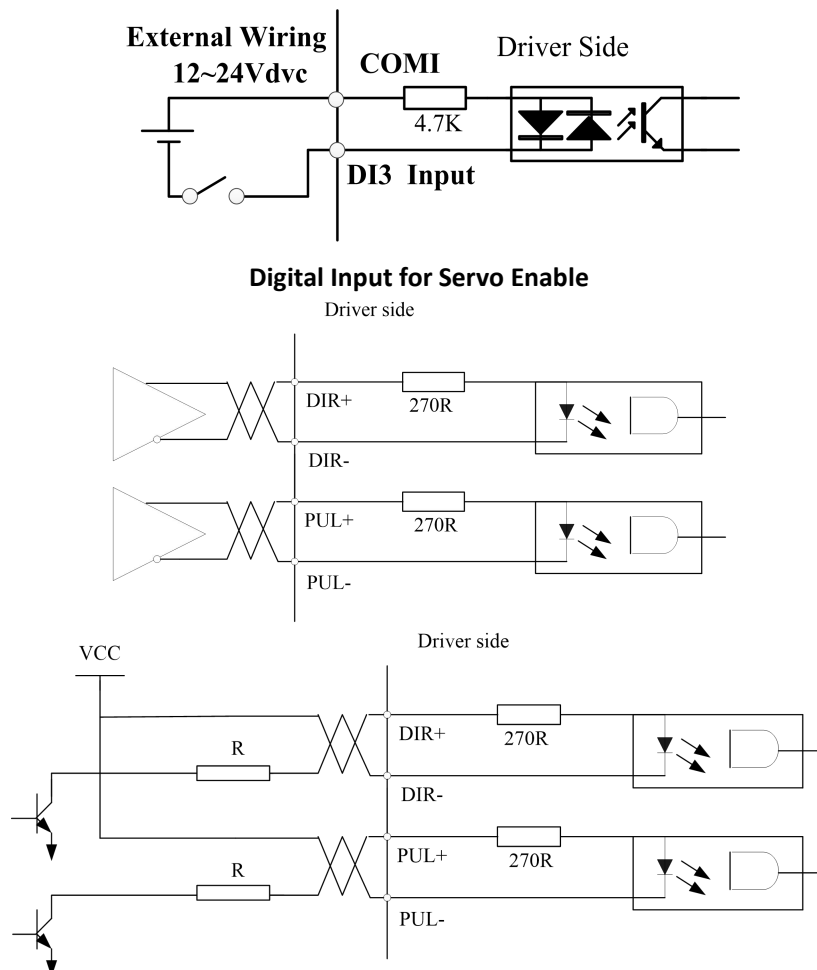 External Wiring
12~24Vdvc
COMI
Driver Side
4.7K
DI3 Input
Digital Input for Servo Enable
Driver side
DIR+
270R
DIR-
PUL+
270R
PUL-
Driver side
VCC
DIR+
270R
R
DIR-
PUL+
270R
R
PUL-